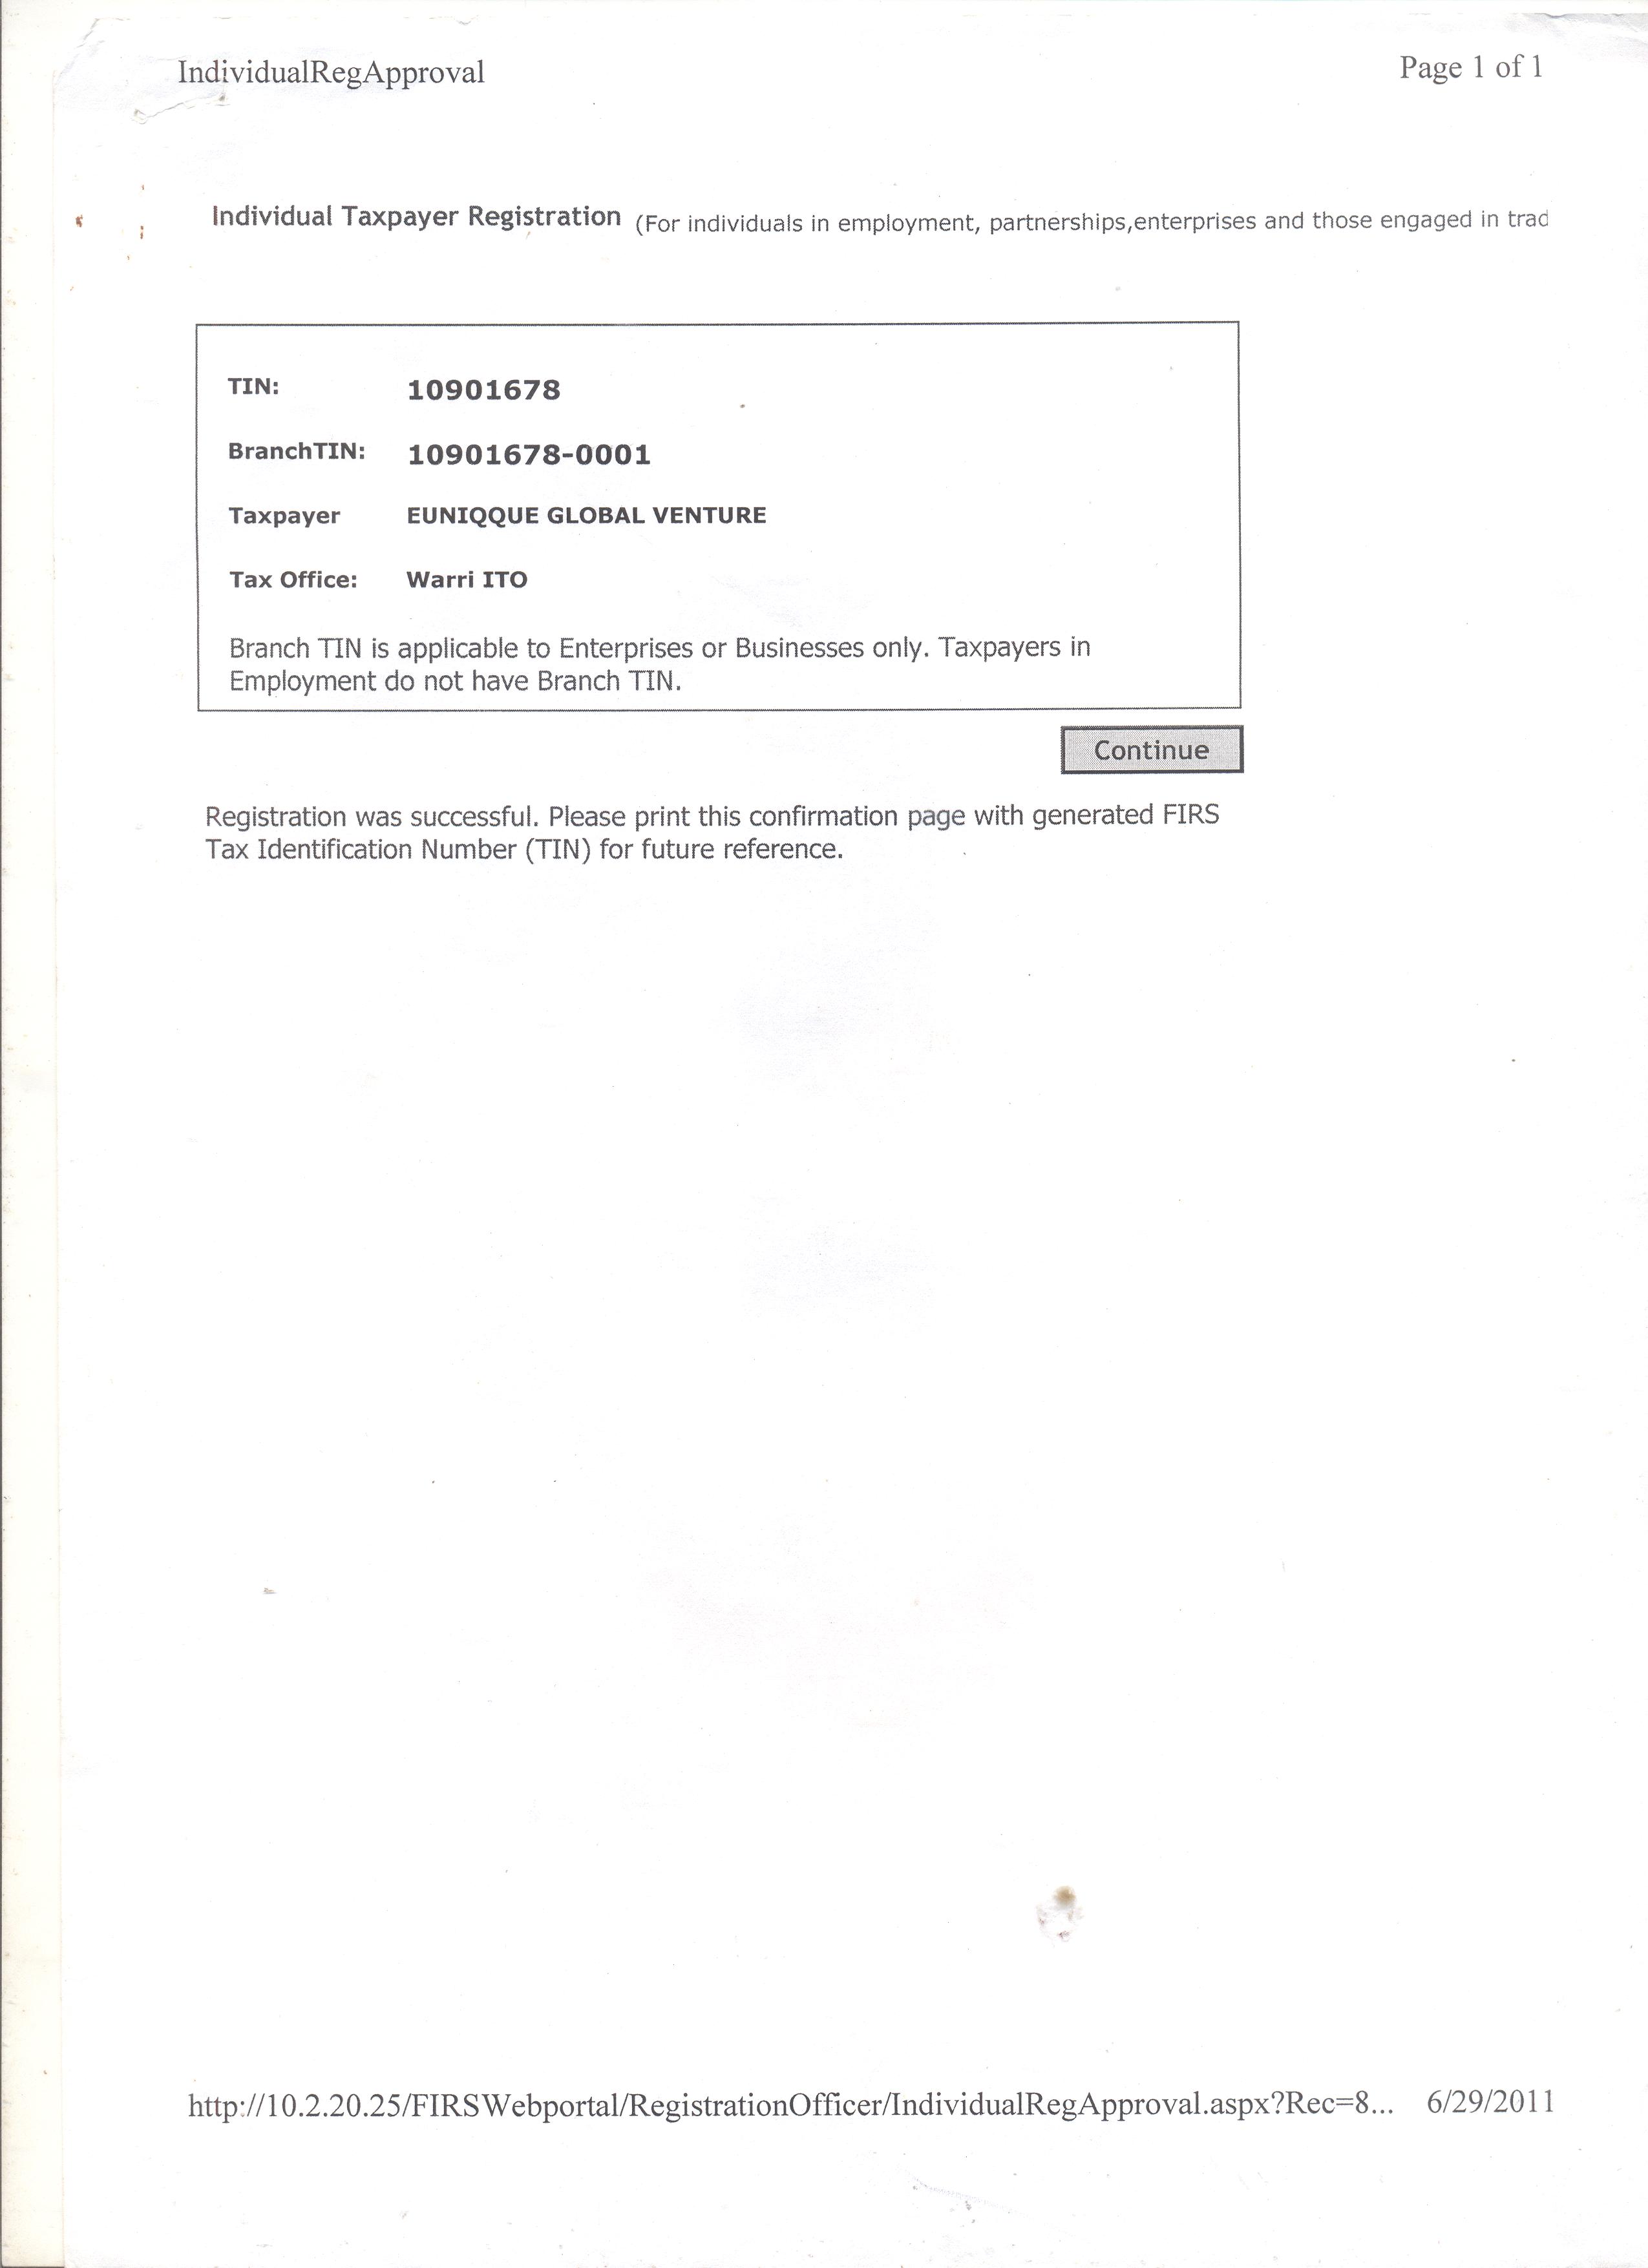 IndividualRegApproval Page 1 of 1
Individual Taxpayer Registration (For individuals in employment, partnerships,enterprises and those engaged in trad
TIN: 10901678
BranchTIN: 10901678-0001
Taxpayer EUNIQQUE GLOBAL VENTURE
Tax Office: Warri ITO
Branch TIN is applicable to Enterprises or Businesses only. Taxpayers in
Employment do not have Branch TIN.
Continue
Registration was successful. Please print this confirmation page with generated FIRS
Tax Identification Number (TIN) for future reference.
http://10.2.20.25/FIRSWebportal/RegistrationOfficer/IndividualRegApproval.aspx?Rec=8... 6/29/2011